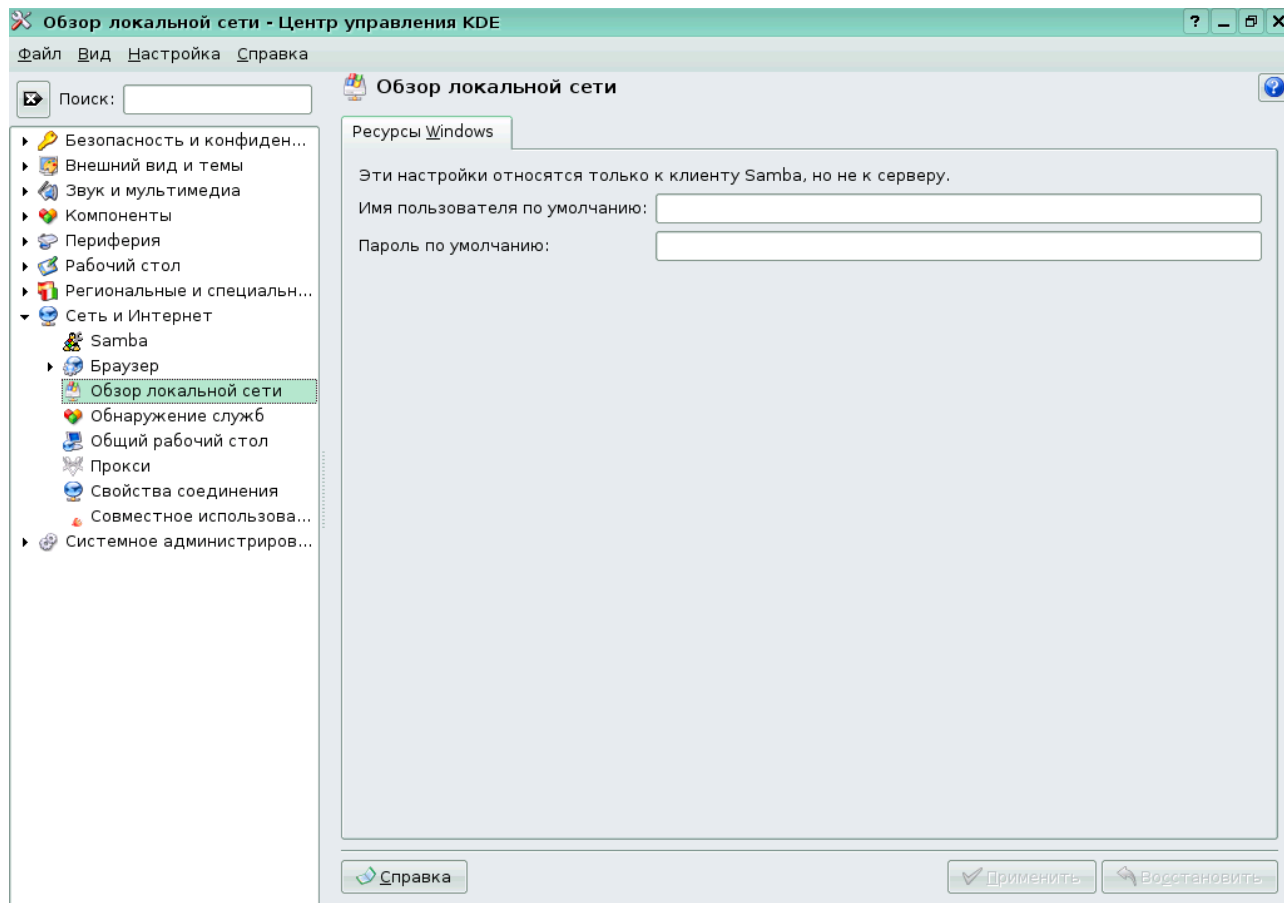 Обзор локальной сети - Центр управления KDE
Файл Вид Настройка Справка
Поиск:
Безопасность и конфиден...
Внешний вид и темы
Звук и мультимедиа
Компоненты
Периферия
Рабочий стол
Региональные и специальн...
Сеть и Интернет
Samba
Браузер
Обзор локальной сети
Обнаружение служб
Общий рабочий стол
Прокси
Свойства соединения
Совместное использова...
Системное администриров...
Обзор локальной сети
Ресурсы Windows
Эти настройки относятся только к клиенту Samba, но не к серверу.
Имя пользователя по умолчанию:
Пароль по умолчанию:
Справка
Применить
Восстановить